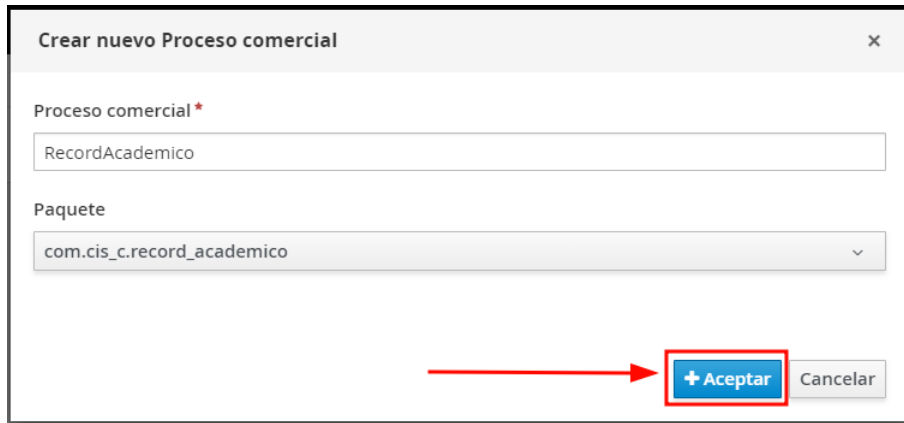 Crear nuevo Proceso comercial ×
Proceso comercial *
RecordAcademico
Paquete
com.cis_c.record_academico
+ Aceptar Cancelar